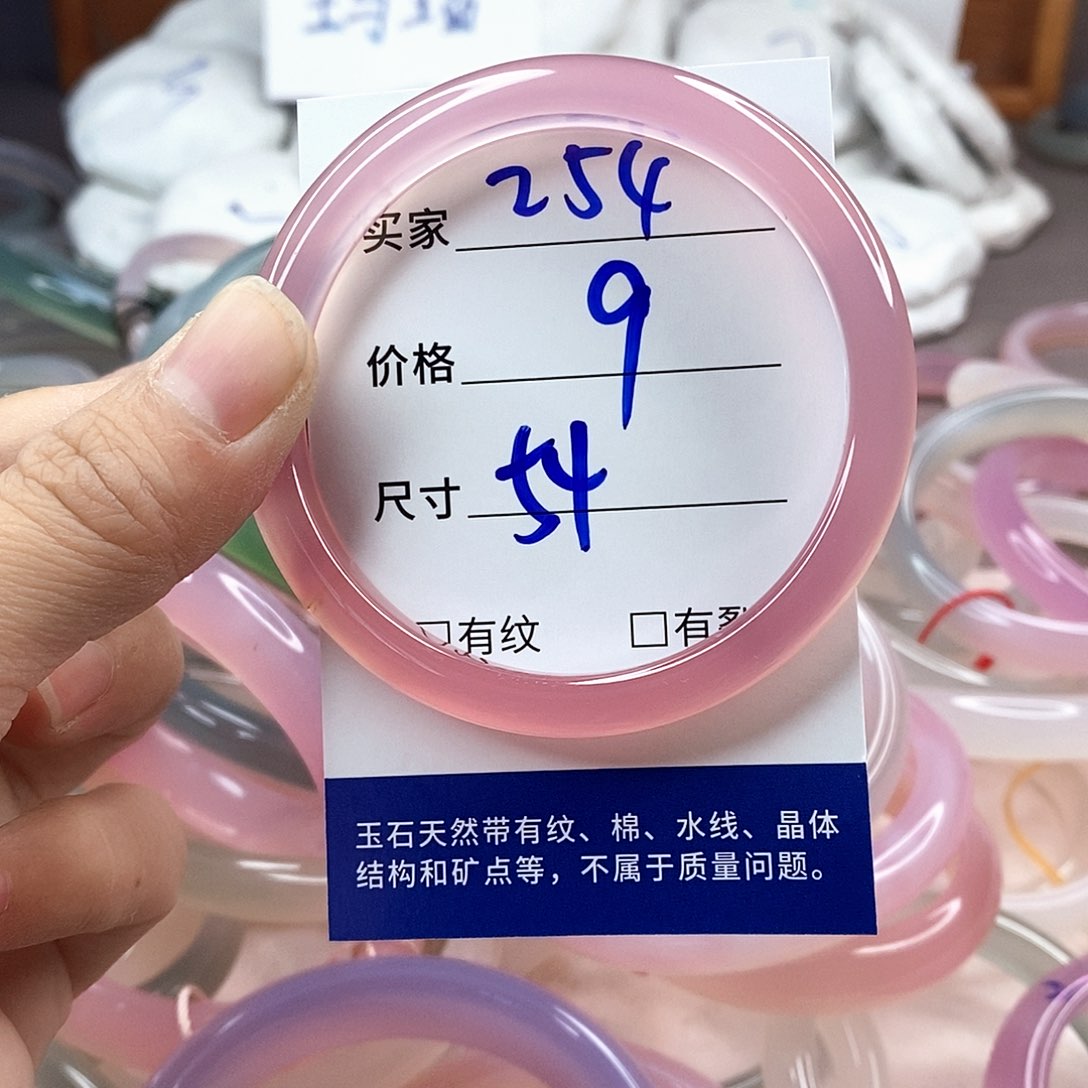 买家 254
价格 9
尺寸 54
□有纹 □有裂
玉石天然带有纹、棉、水线、晶体
结构和矿点等，不属于质量问题。